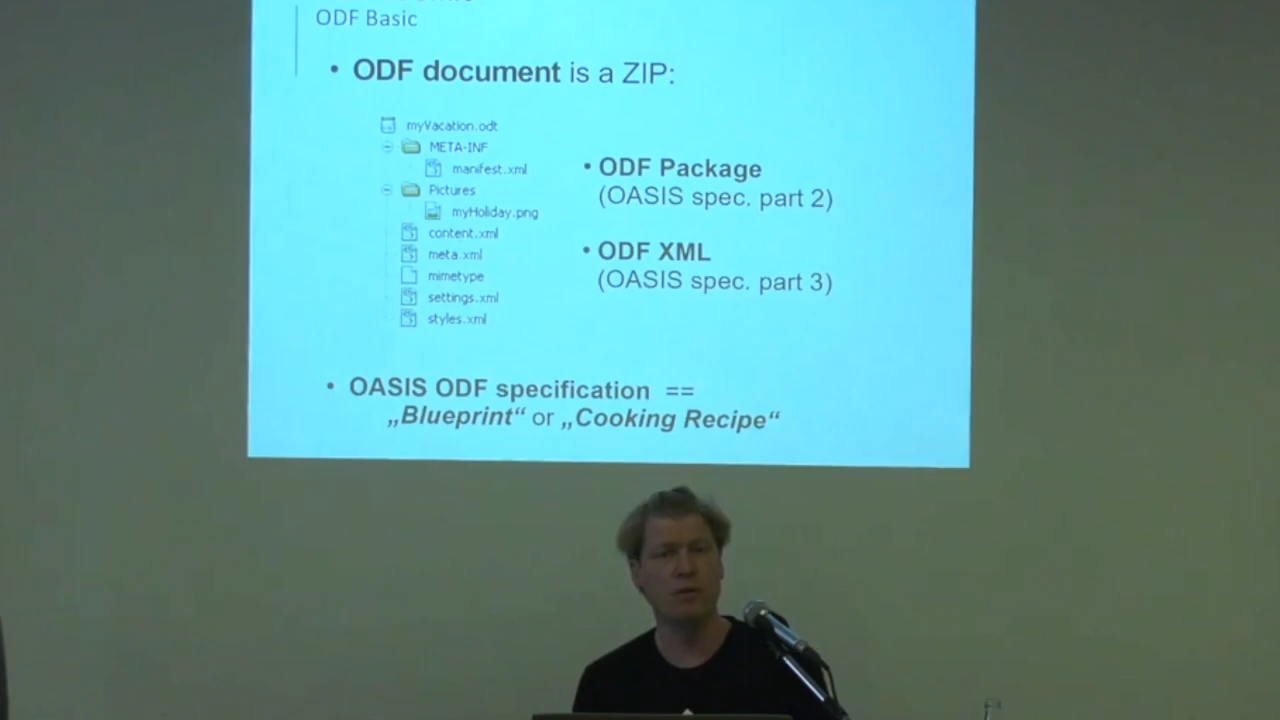 ODF Basic
• ODF document is a ZIP:
myVacation.odt
META-INF
manifest.xml
Pictures
myHoliday.png
content.xml
meta.xml
mimetype
settings.xml
styles.xml
• ODF Package
(OASIS spec. part 2)
• ODF XML
(OASIS spec. part 3)
• OASIS ODF specification ==
„Blueprint“ or „Cooking Recipe“